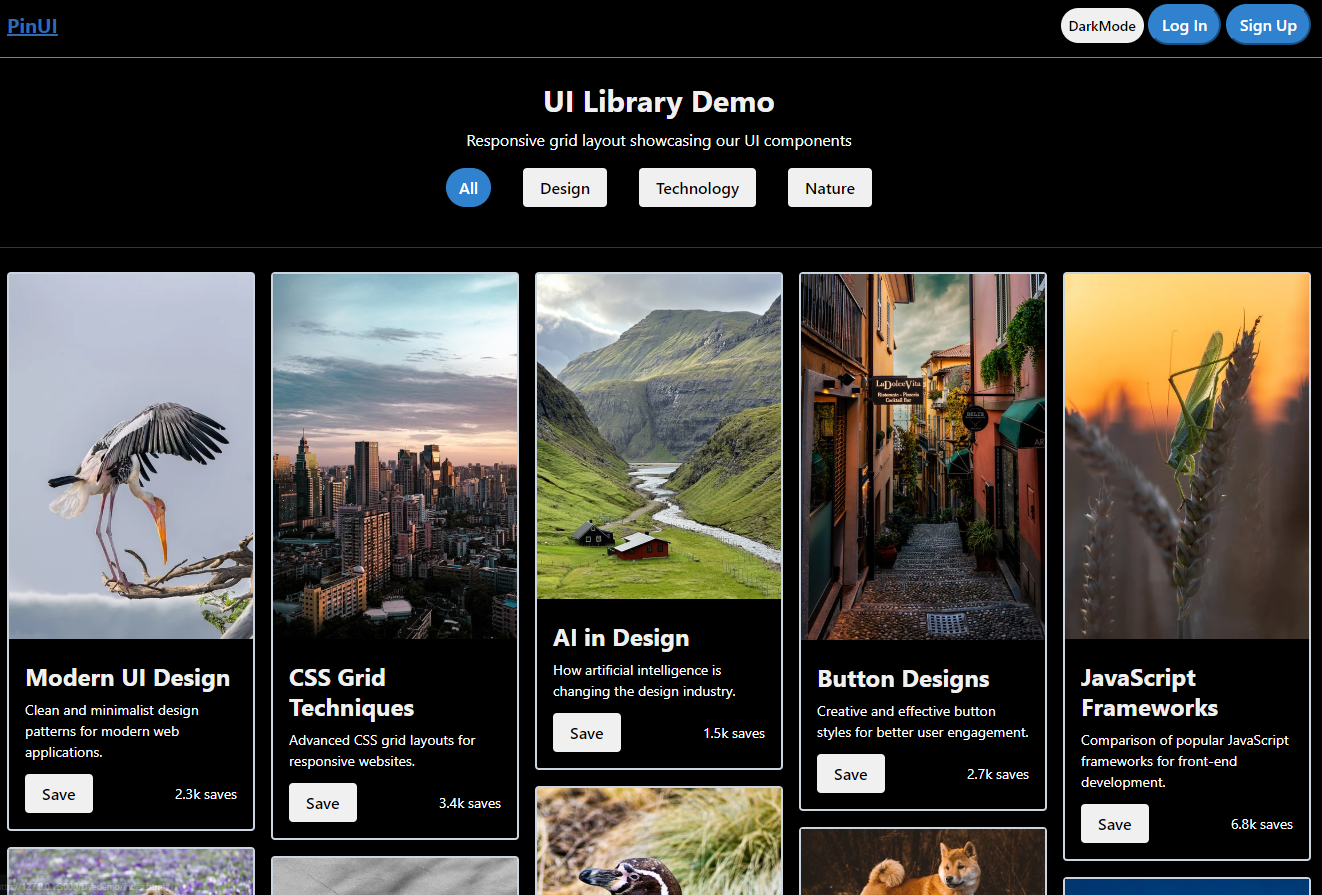 PinUI
DarkMode
Log In
Sign Up
UI Library Demo
Responsive grid layout showcasing our UI components
All
Design
Technology
Nature
LaDolceVita
Ristorante - Pizzeria
Cocktail Bar
Modern UI Design
Clean and minimalist design
patterns for modern web
applications.
Save
2.3k saves
CSS Grid
Techniques
Advanced CSS grid layouts for
responsive websites.
Save
3.4k saves
AI in Design
How artificial intelligence is
changing the design industry.
Save
1.5k saves
Button Designs
Creative and effective button
styles for better user engagement.
Save
2.7k saves
JavaScript
Frameworks
Comparison of popular JavaScript
frameworks for front-end
development.
Save
6.8k saves